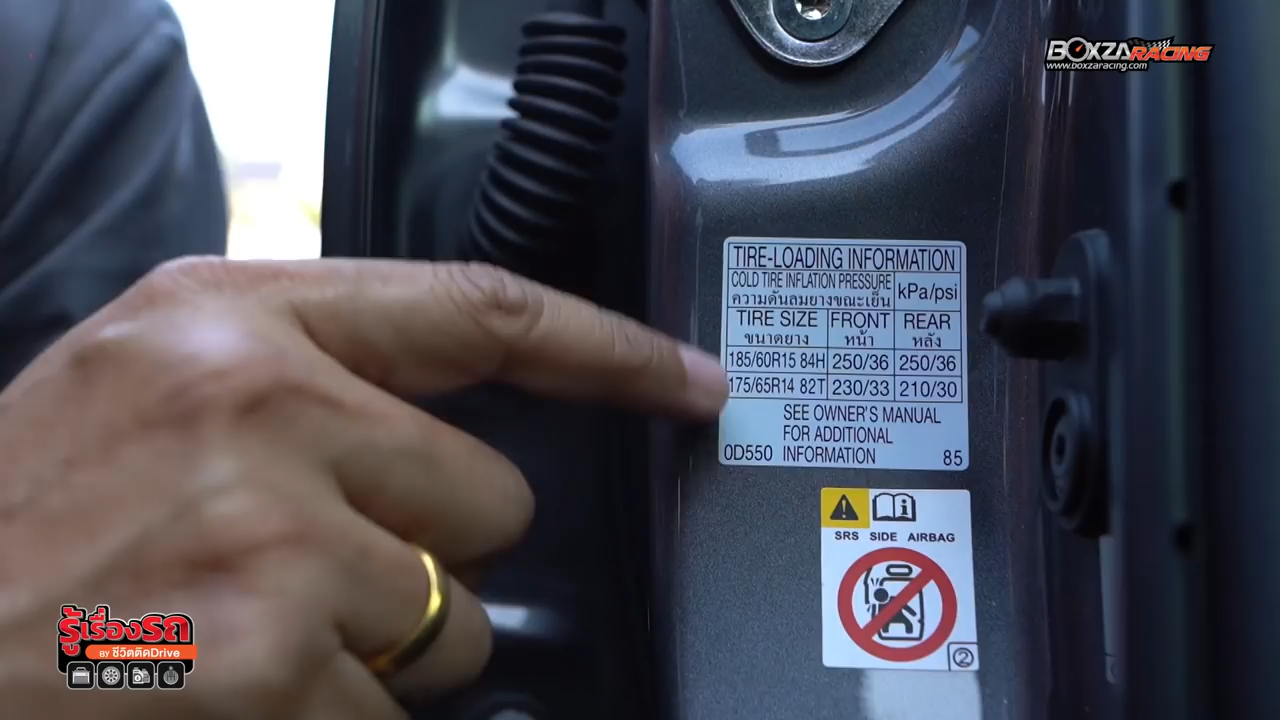 BOXZA RACING
www.boxzaracing.com
TIRE-LOADING INFORMATION
COLD TIRE INFLATION PRESSURE
ความดันลมยางขณะเย็น
kPa/psi
TIRE SIZE FRONT REAR
ขนาดยาง หน้า หลัง
185/60R15 84H 250/36 250/36
175/65R14 82T 230/33 210/30
SEE OWNER'S MANUAL
FOR ADDITIONAL
0D550 INFORMATION 85
SRS SIDE AIRBAG
2
รู้เรื่องรถ
BY ชีวิตติดDrive